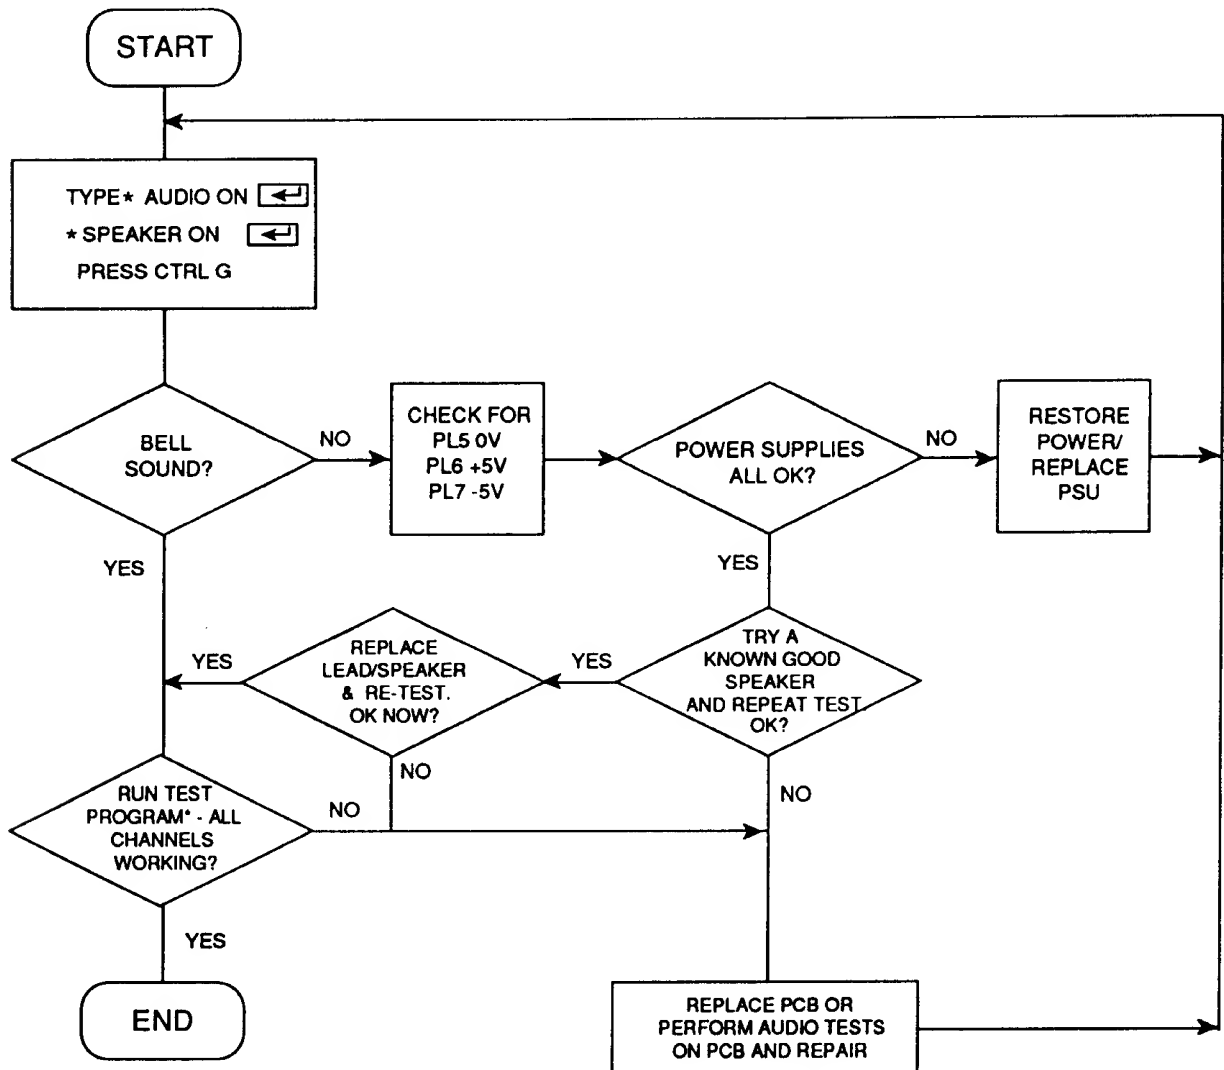 START
TYPE* AUDIO ON
* SPEAKER ON
PRESS CTRL G
BELL
SOUND?
NO
CHECK FOR
PL5 0V
PL6 +5V
PL7 -5V
POWER SUPPLIES
ALL OK?
NO
RESTORE
POWER/
REPLACE
PSU
YES
YES
REPLACE
LEAD/SPEAKER
& RE-TEST.
OK NOW?
YES
YES
TRY A
KNOWN GOOD
SPEAKER
AND REPEAT TEST
OK?
NO
NO
RUN TEST
PROGRAM* - ALL
CHANNELS
WORKING?
NO
YES
END
REPLACE PCB OR
PERFORM AUDIO TESTS
ON PCB AND REPAIR